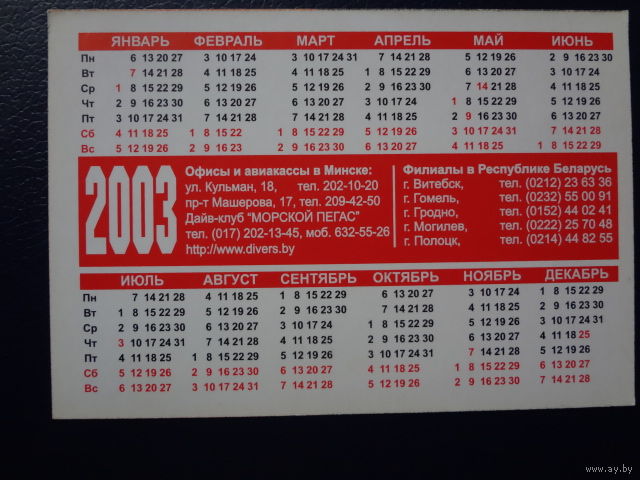 ЯНВАРЬ ФЕВРАЛЬ МАРТ АПРЕЛЬ МАЙ ИЮНЬ
Пн 6 13 20 27 3 10 17 24 3 10 17 24 31 7 14 21 28 5 12 19 26 2 9 16 23 30
Вт 7 14 21 28 4 11 18 25 4 11 18 25 1 8 15 22 29 6 13 20 27 3 10 17 24
Ср 1 8 15 22 29 5 12 19 26 5 12 19 26 2 9 16 23 30 7 14 21 28 4 11 18 25
Чт 2 9 16 23 30 6 13 20 27 6 13 20 27 3 10 17 24 1 8 15 22 29 5 12 19 26
Пт 3 10 17 24 31 7 14 21 28 7 14 21 28 4 11 18 25 2 9 16 23 30 6 13 20 27
Сб 4 11 18 25 1 8 15 22 1 8 15 22 29 5 12 19 26 3 10 17 24 31 7 14 21 28
Вс 5 12 19 26 2 9 16 23 2 9 16 23 30 6 13 20 27 4 11 18 25 1 8 15 22 29
2003
Офисы и авиакассы в Минске:
ул. Кульман, 18, тел. 202-10-20
пр-т Машерова, 17, тел. 209-42-50
Дайв-клуб "МОРСКОЙ ПЕГАС"
тел. (017) 202-13-45, моб. 632-55-26
http://www.divers.by
Филиалы в Республике Беларусь
г. Витебск, тел. (0212) 23 63 36
г. Гомель, тел. (0232) 55 00 91
г. Гродно, тел. (0152) 44 02 41
г. Могилев, тел. (0222) 25 70 48
г. Полоцк, тел. (0214) 44 82 55
ИЮЛЬ АВГУСТ СЕНТЯБРЬ ОКТЯБРЬ НОЯБРЬ ДЕКАБРЬ
Пн 7 14 21 28 4 11 18 25 1 8 15 22 29 6 13 20 27 3 10 17 24 1 8 15 22 29
Вт 1 8 15 22 29 5 12 19 26 2 9 16 23 30 7 14 21 28 4 11 18 25 2 9 16 23 30
Ср 2 9 16 23 30 6 13 20 27 3 10 17 24 1 8 15 22 29 5 12 19 26 3 10 17 24 31
Чт 3 10 17 24 31 7 14 21 28 4 11 18 25 2 9 16 23 30 6 13 20 27 4 11 18 25
Пт 4 11 18 25 1 8 15 22 29 5 12 19 26 3 10 17 24 31 7 14 21 28 5 12 19 26
Сб 5 12 19 26 2 9 16 23 30 6 13 20 27 4 11 18 25 1 8 15 22 29 6 13 20 27
Вс 6 13 20 27 3 10 17 24 31 7 14 21 28 5 12 19 26 2 9 16 23 30 7 14 21 28
www.ay.by